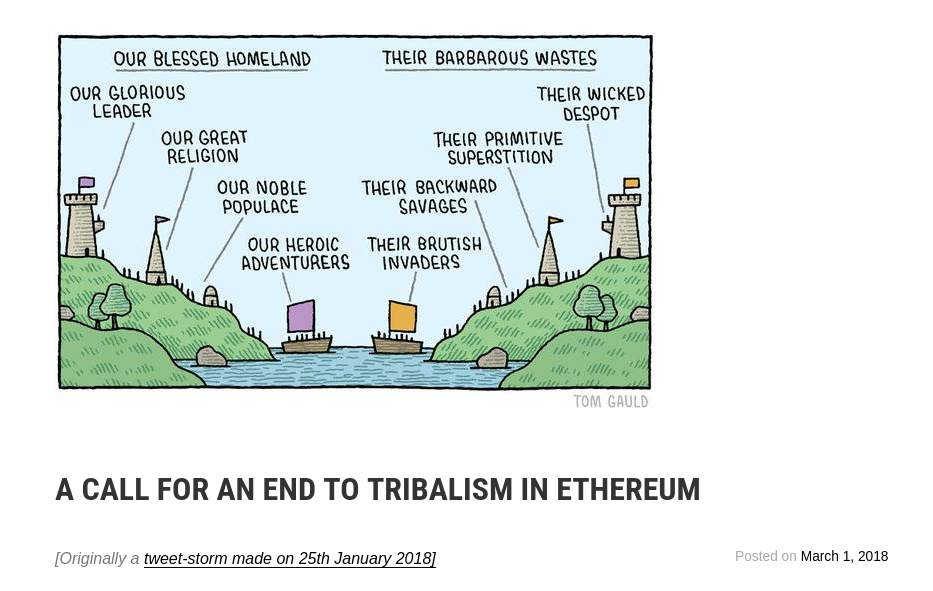 OUR BLESSED HOMELAND
THEIR BARBAROUS WASTES
OUR GLORIOUS
LEADER
THEIR WICKED
DESPOT
OUR GREAT
RELIGION
THEIR PRIMITIVE
SUPERSTITION
OUR NOBLE
POPULACE
THEIR BACKWARD
SAVAGES
OUR HEROIC
ADVENTURERS
THEIR BRUTISH
INVADERS
TOM GAULD
A CALL FOR AN END TO TRIBALISM IN ETHEREUM
[Originally a tweet-storm made on 25th January 2018]
Posted on March 1, 2018